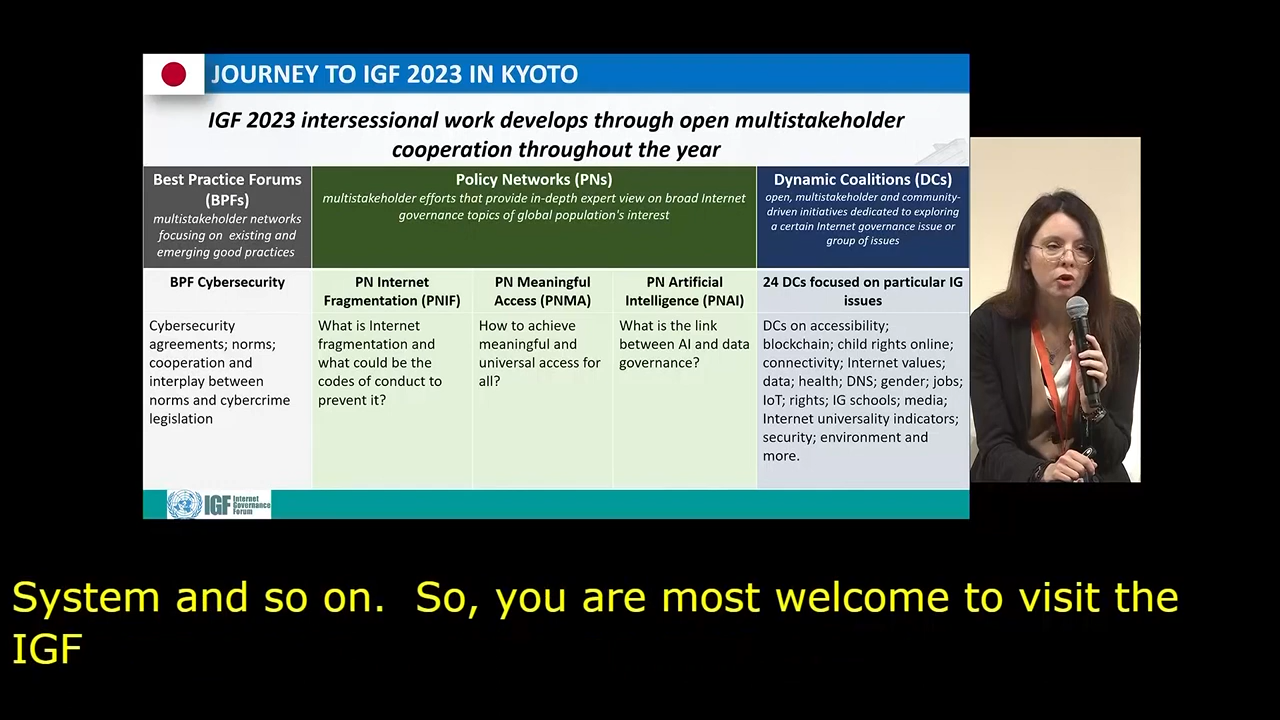 JOURNEY TO IGF 2023 IN KYOTO
IGF 2023 intersessional work develops through open multistakeholder
cooperation throughout the year
Best Practice Forums
(BPFs)
multistakeholder networks
focusing on existing and
emerging good practices
Policy Networks (PNs)
multistakeholder efforts that provide in-depth expert view on broad Internet
governance topics of global population's interest
Dynamic Coalitions (DCs)
open, multistakeholder and community-
driven initiatives dedicated to exploring
a certain Internet governance issue or
group of issues
BPF Cybersecurity
PN Internet
Fragmentation (PNIF)
PN Meaningful
Access (PNMA)
PN Artificial
Intelligence (PNAI)
24 DCs focused on particular IG
issues
Cybersecurity
agreements; norms;
cooperation and
interplay between
norms and cybercrime
legislation
What is Internet
fragmentation and
what could be the
codes of conduct to
prevent it?
How to achieve
meaningful and
universal access for
all?
What is the link
between AI and data
governance?
DCs on accessibility;
blockchain; child rights online;
connectivity; Internet values;
data; health; DNS; gender; jobs;
IoT; rights; IG schools; media;
Internet universality indicators;
security; environment and
more.
IGF
Internet
Governance
Forum
System and so on.  So, you are most welcome to visit the
IGF